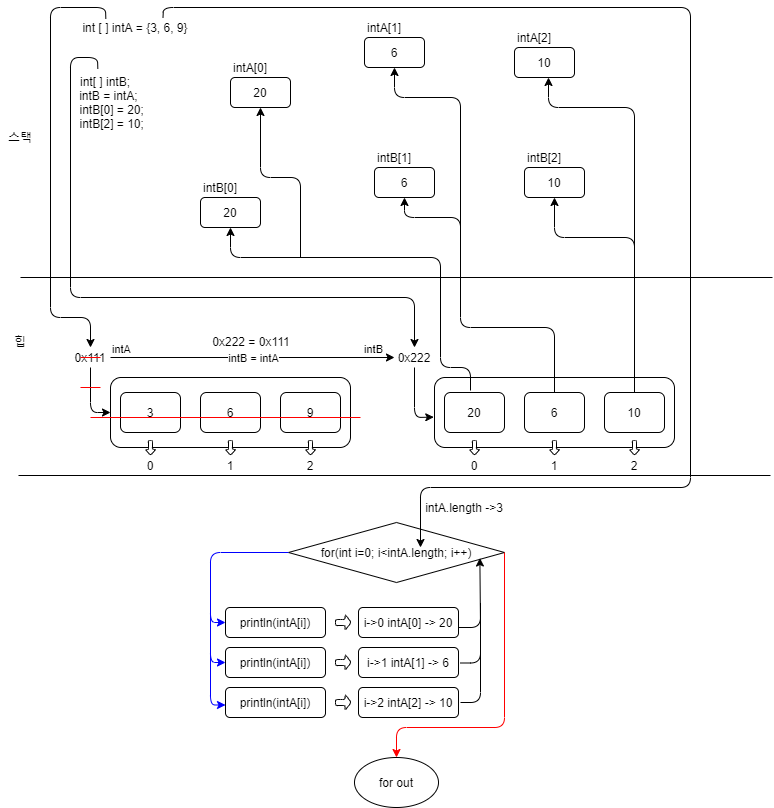 int [ ] intA = {3, 6, 9}
int[ ] intB;
intB = intA;
intB[0] = 20;
intB[2] = 10;
스택
intA[0]
20
intA[1]
6
intA[2]
10
intB[0]
20
intB[1]
6
intB[2]
10
힙
0x111
intA
0x222 = 0x111
intB = intA
intB
0x222
3
6
9
0
1
2
20
6
10
0
1
2
intA.length ->3
for(int i=0; i<intA.length; i++)
println(intA[i])
i->0 intA[0] -> 20
println(intA[i])
i->1 intA[1] -> 6
println(intA[i])
i->2 intA[2] -> 10
for out